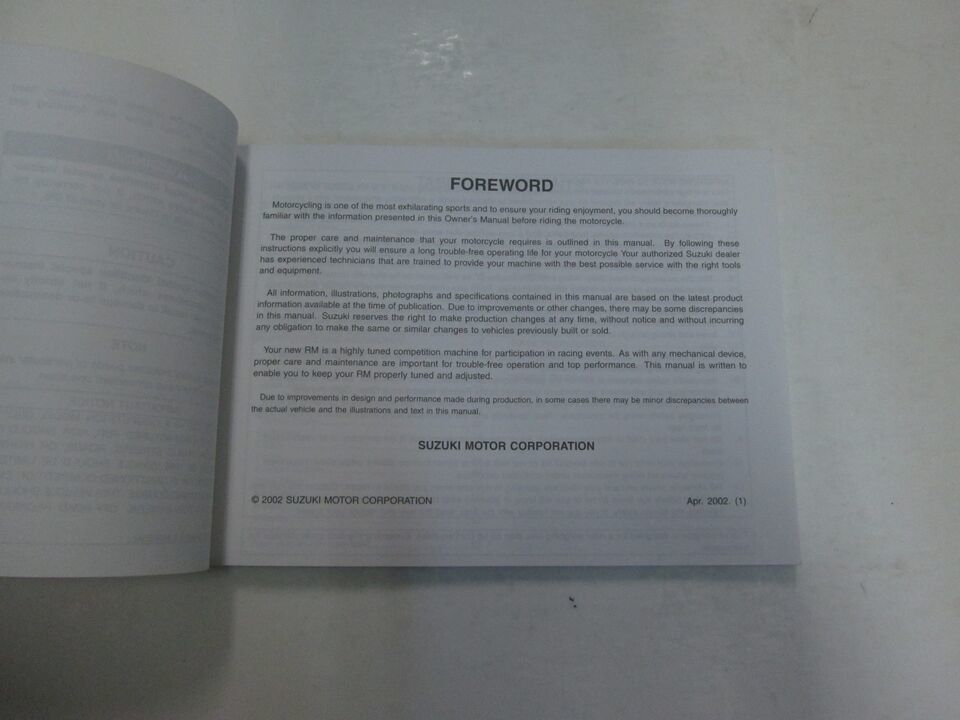 FOREWORD
Motorcycling is one of the most exhilarating sports and to ensure your riding enjoyment, you should become thoroughly
familiar with the information presented in this Owner's Manual before riding the motorcycle.
The proper care and maintenance that your motorcycle requires is outlined in this manual. By following these
instructions explicitly you will ensure a long trouble-free operating life for your motorcycle Your authorized Suzuki dealer
has experienced technicians that are trained to provide your machine with the best possible service with the right tools
and equipment.
All information, illustrations, photographs and specifications contained in this manual are based on the latest product
information available at the time of publication. Due to improvements or other changes, there may be some discrepancies
in this manual. Suzuki reserves the right to make production changes at any time, without notice and without incurring
any obligation to make the same or similar changes to vehicles previously built or sold.
Your new RM is a highly tuned competition machine for participation in racing events. As with any mechanical device,
proper care and maintenance are important for trouble-free operation and top performance. This manual is written to
enable you to keep your RM properly tuned and adjusted.
Due to improvements in design and performance made during production, in some cases there may be minor discrepancies between
the actual vehicle and the illustrations and text in this manual.
SUZUKI MOTOR CORPORATION
© 2002 SUZUKI MOTOR CORPORATION Apr. 2002. (1)